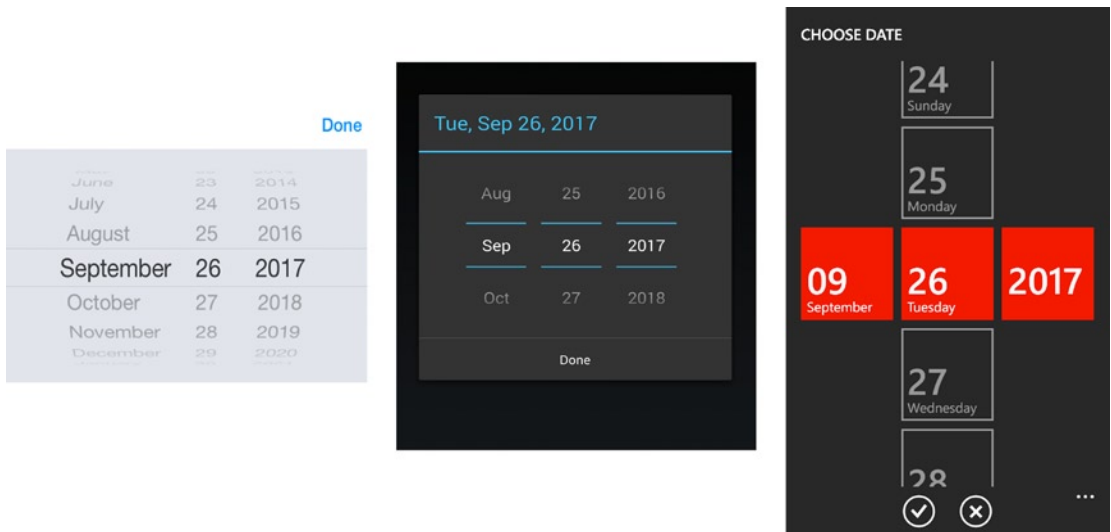 Done
June 23 2014
July 24 2015
August 25 2016
September 26 2017
October 27 2018
November 28 2019
December 29 2020
Tue, Sep 26, 2017
Aug 25 2016
Sep 26 2017
Oct 27 2018
Done
CHOOSE DATE
24
Sunday
25
Monday
09 26 2017
September Tuesday
27
Wednesday
28